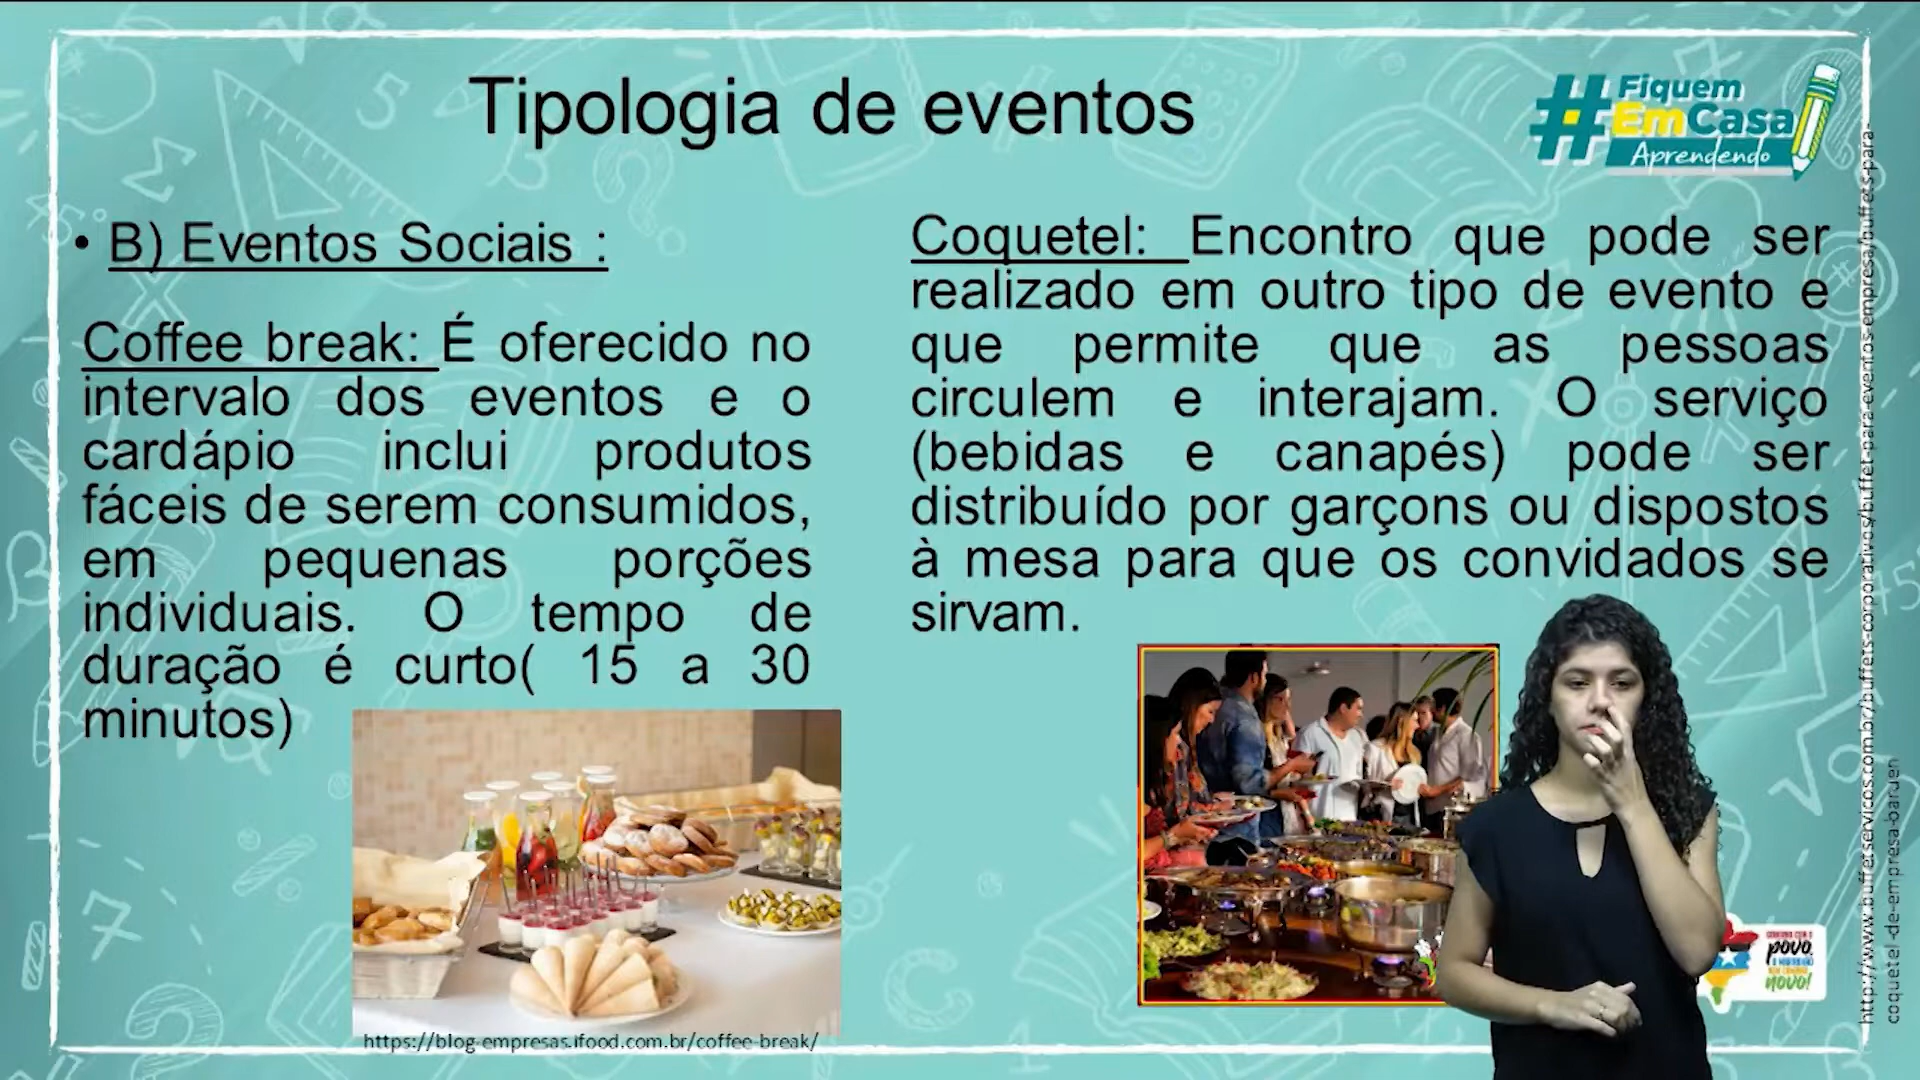 Tipologia de eventos
#Fiquem
EmCasa
Aprendendo
• B) Eventos Sociais :
Coffee break: É oferecido no
intervalo dos eventos e o
cardápio inclui produtos
fáceis de serem consumidos,
em pequenas porções
individuais. O tempo de
duração é curto( 15 a 30
minutos)
https://blog-empresas.ifood.com.br/coffee-break/
Coquetel: Encontro que pode ser
realizado em outro tipo de evento e
que permite que as pessoas
circulem e interajam. O serviço
(bebidas e canapés) pode ser
distribuído por garçons ou dispostos
à mesa para que os convidados se
sirvam.
http://www.buffetservicos.com.br/buffets-corporativos/buffet-para-eventos-empresa/buffets-para-
coquetel-de-empresa-barueri
povo,
novo!